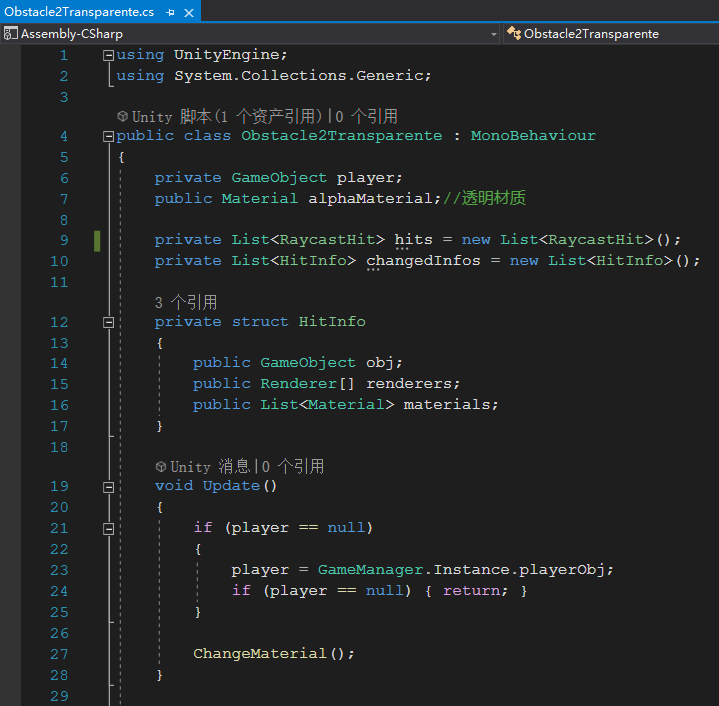 Obstacle2Transparente.cs
Assembly-CSharp Obstacle2Transparente
1 using UnityEngine;
2 using System.Collections.Generic;
3
Unity 脚本(1 个资产引用)|0 个引用
4 public class Obstacle2Transparente : MonoBehaviour
5 {
6 private GameObject player;
7 public Material alphaMaterial;//透明材质
8
9 private List<RaycastHit> hits = new List<RaycastHit>();
10 private List<HitInfo> changedInfos = new List<HitInfo>();
11
3 个引用
12 private struct HitInfo
13 {
14 public GameObject obj;
15 public Renderer[] renderers;
16 public List<Material> materials;
17 }
18
Unity 消息|0 个引用
19 void Update()
20 {
21 if (player == null)
22 {
23 player = GameManager.Instance.playerObj;
24 if (player == null) { return; }
25 }
26
27 ChangeMaterial();
28 }
29